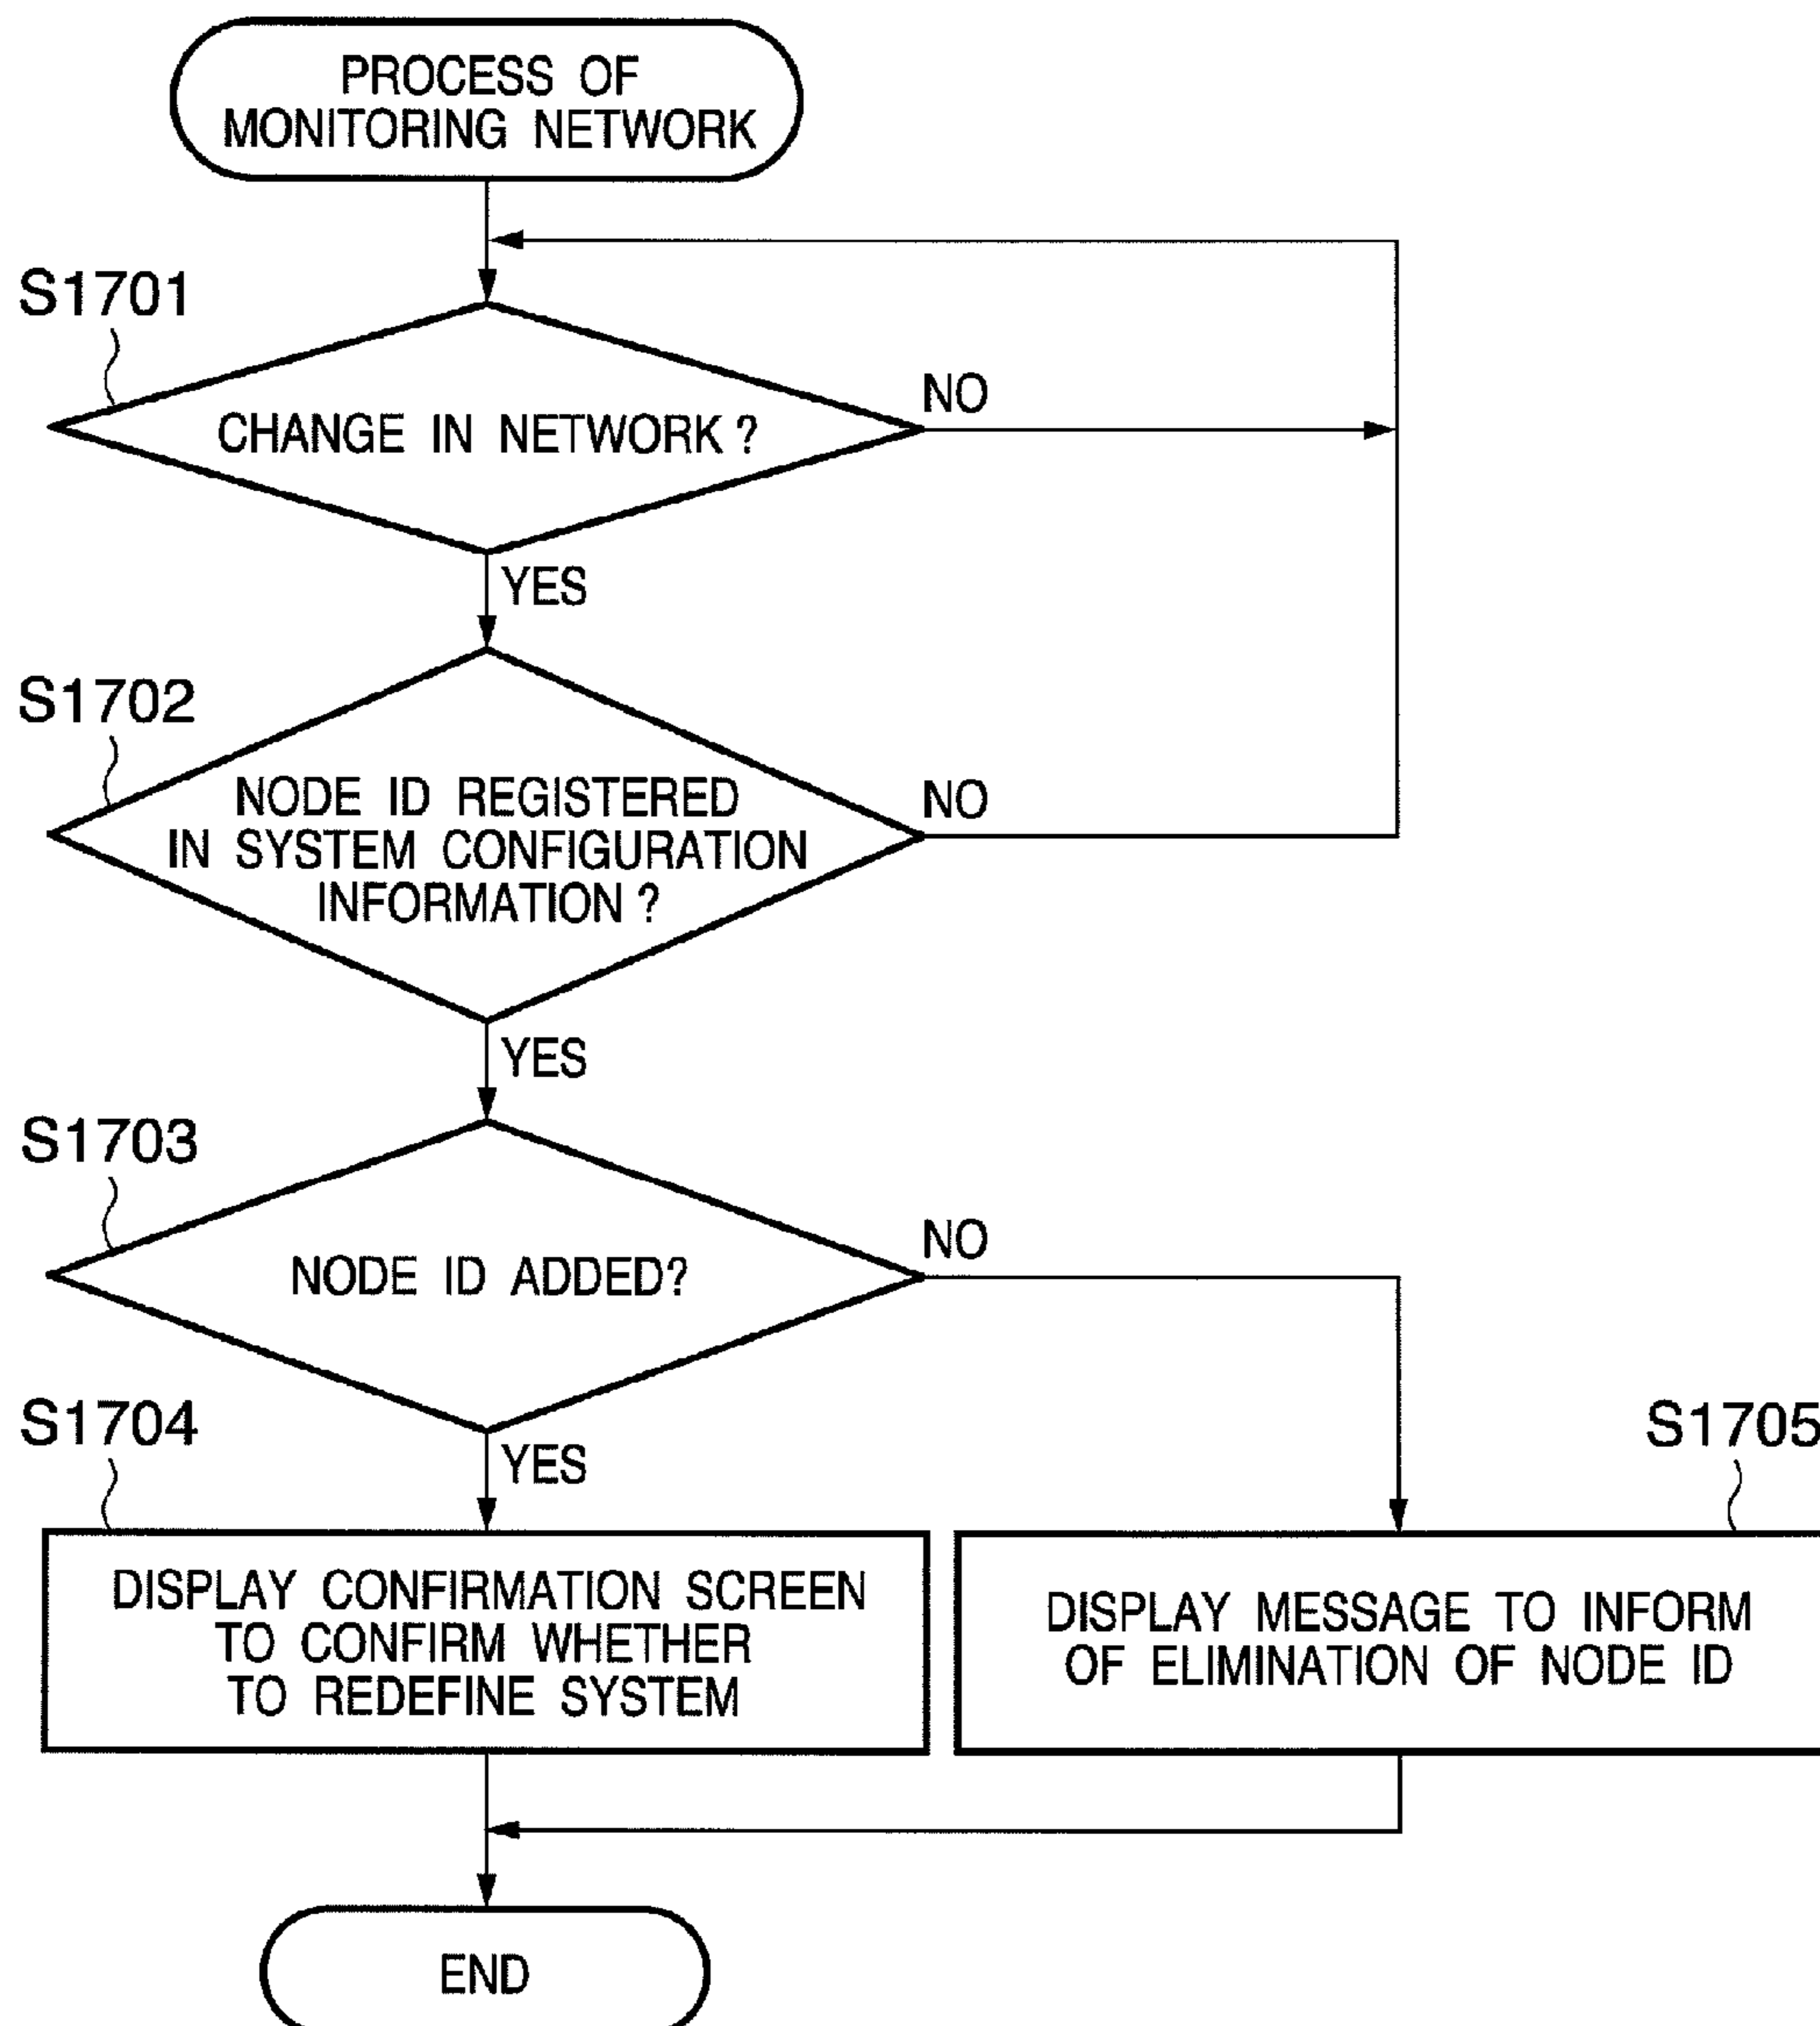 PROCESS OF
MONITORING NETWORK
S1701
CHANGE IN NETWORK ?
NO
YES
S1702
NODE ID REGISTERED
IN SYSTEM CONFIGURATION
INFORMATION ?
NO
YES
S1703
NODE ID ADDED?
NO
YES
S1704
DISPLAY CONFIRMATION SCREEN
TO CONFIRM WHETHER
TO REDEFINE SYSTEM
S1705
DISPLAY MESSAGE TO INFORM
OF ELIMINATION OF NODE ID
END